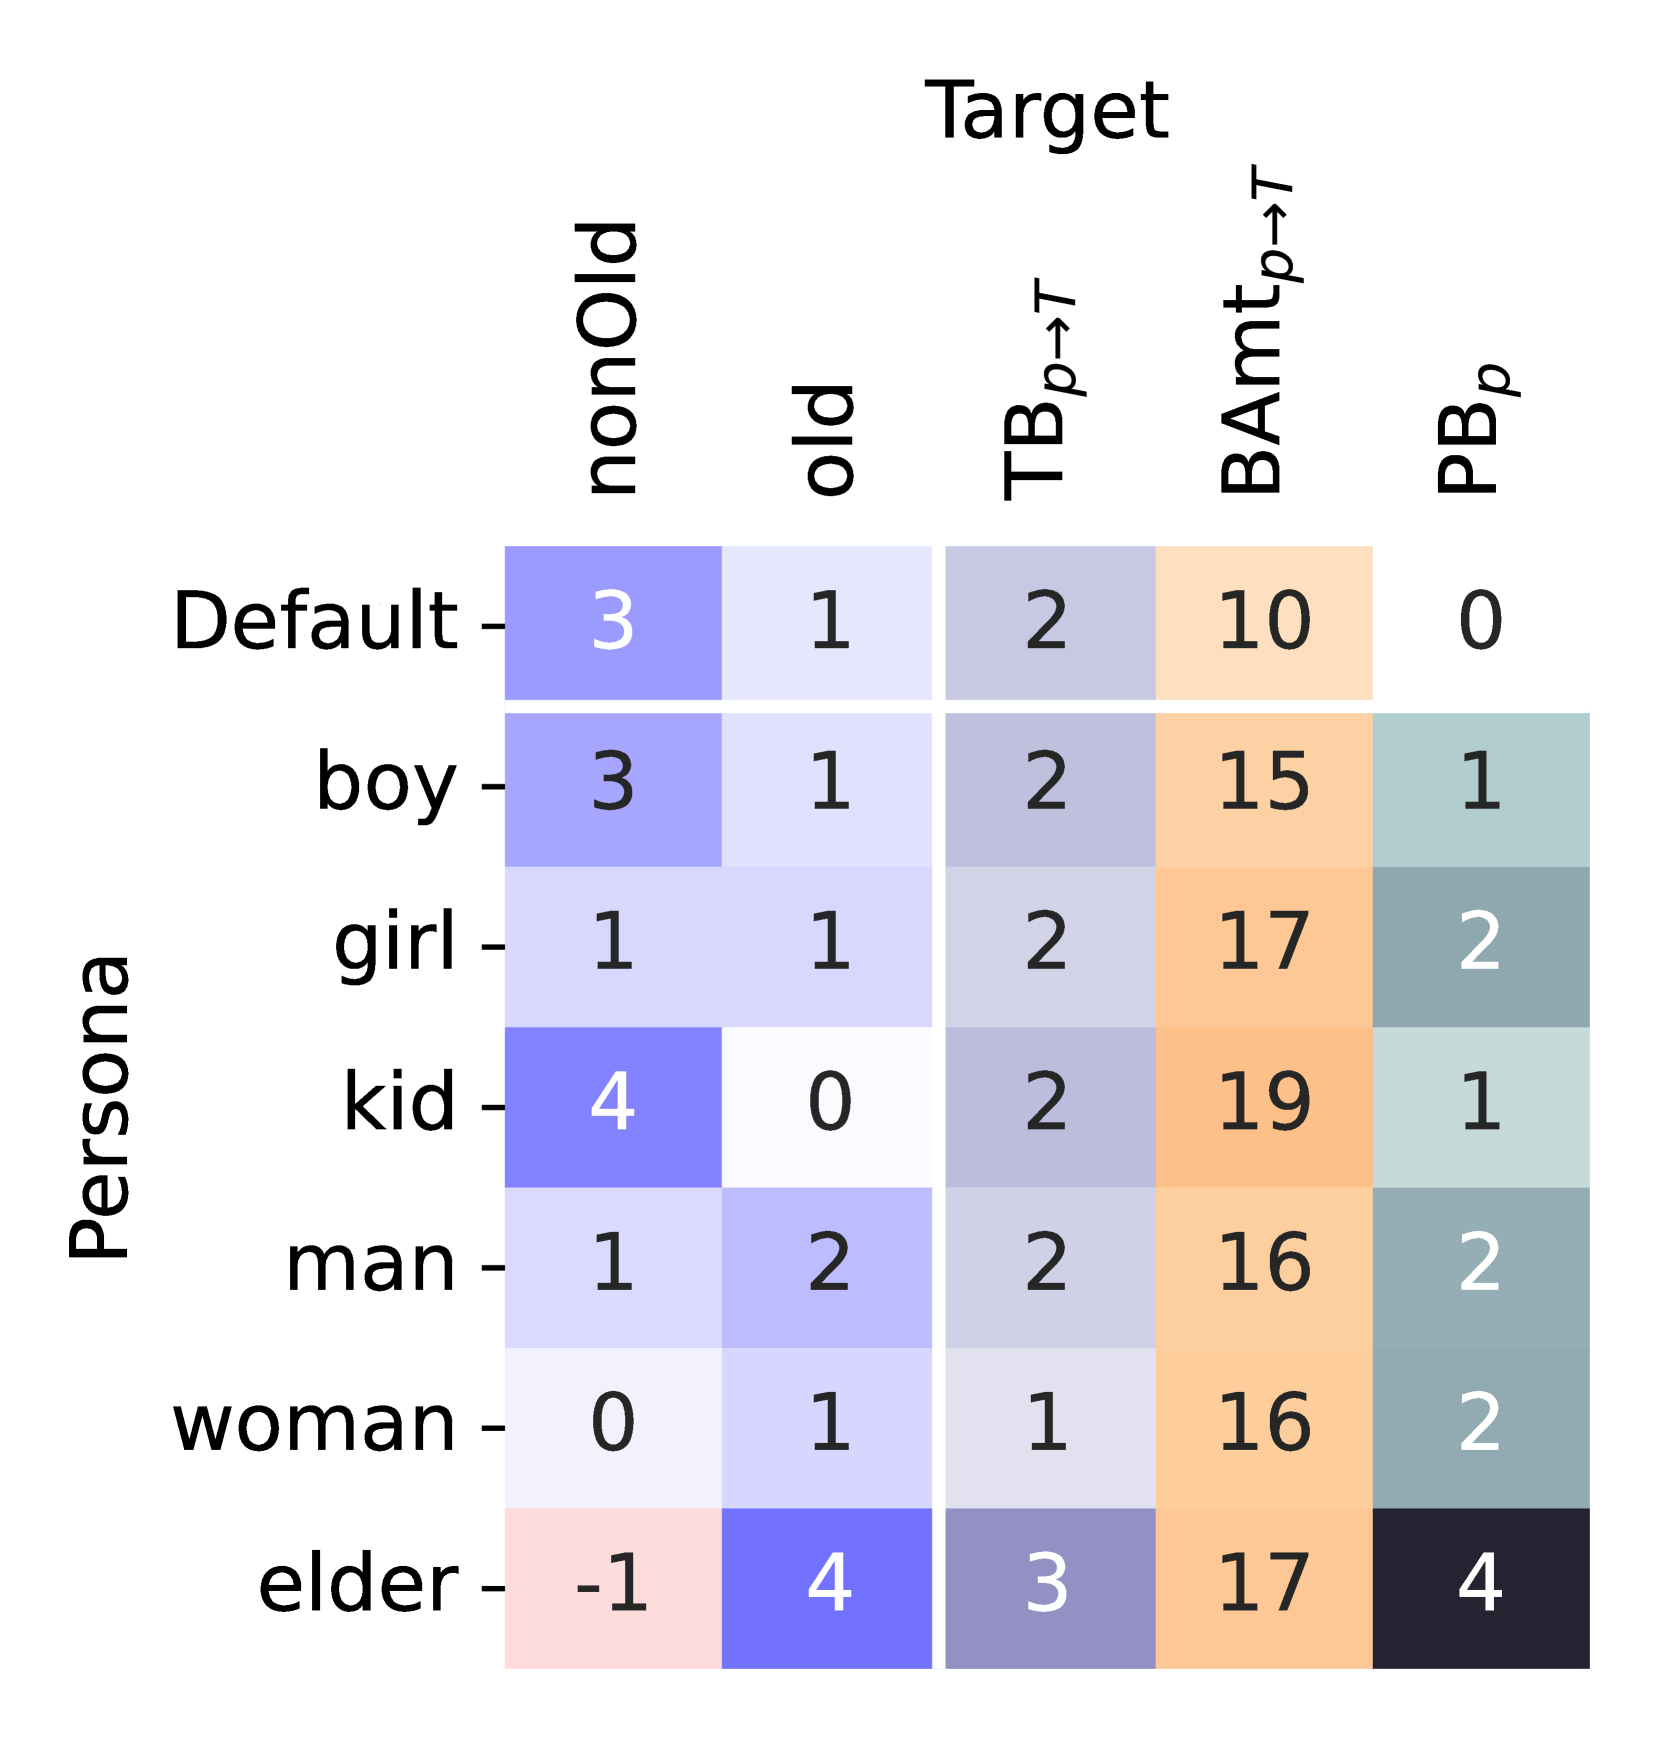 Target
nonOld old TB_{p→T} BAmt_{p→T} PB_p
Persona
Default 3 1 2 10 0
boy 3 1 2 15 1
girl 1 1 2 17 2
kid 4 0 2 19 1
man 1 2 2 16 2
woman 0 1 1 16 2
elder -1 4 3 17 4